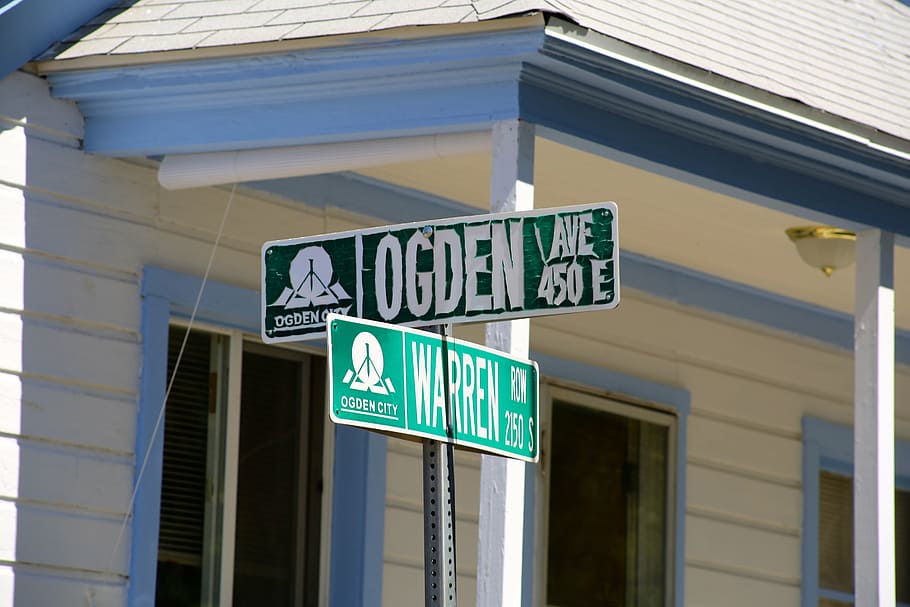 OGDEN AVE
450 E
OGDEN CITY
WARREN ROW
2150 S
OGDEN CITY